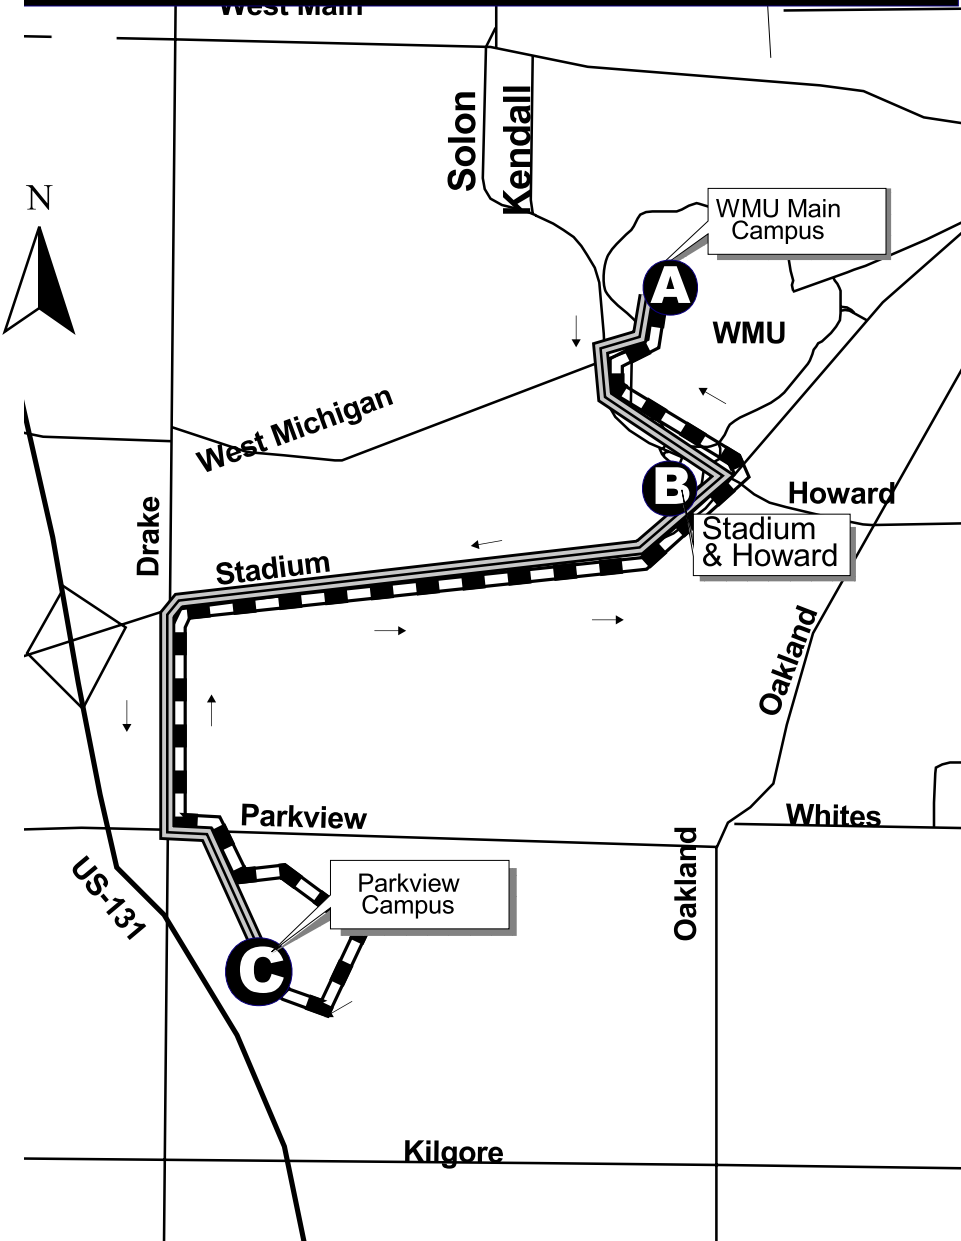 West Main
Solon
Kendall
N
WMU Main
Campus
A
WMU
West Michigan
B
Howard
Drake
Stadium
& Howard
Stadium
Oakland
Parkview
Whites
Oakland
US-131
Parkview
Campus
C
Kilgore